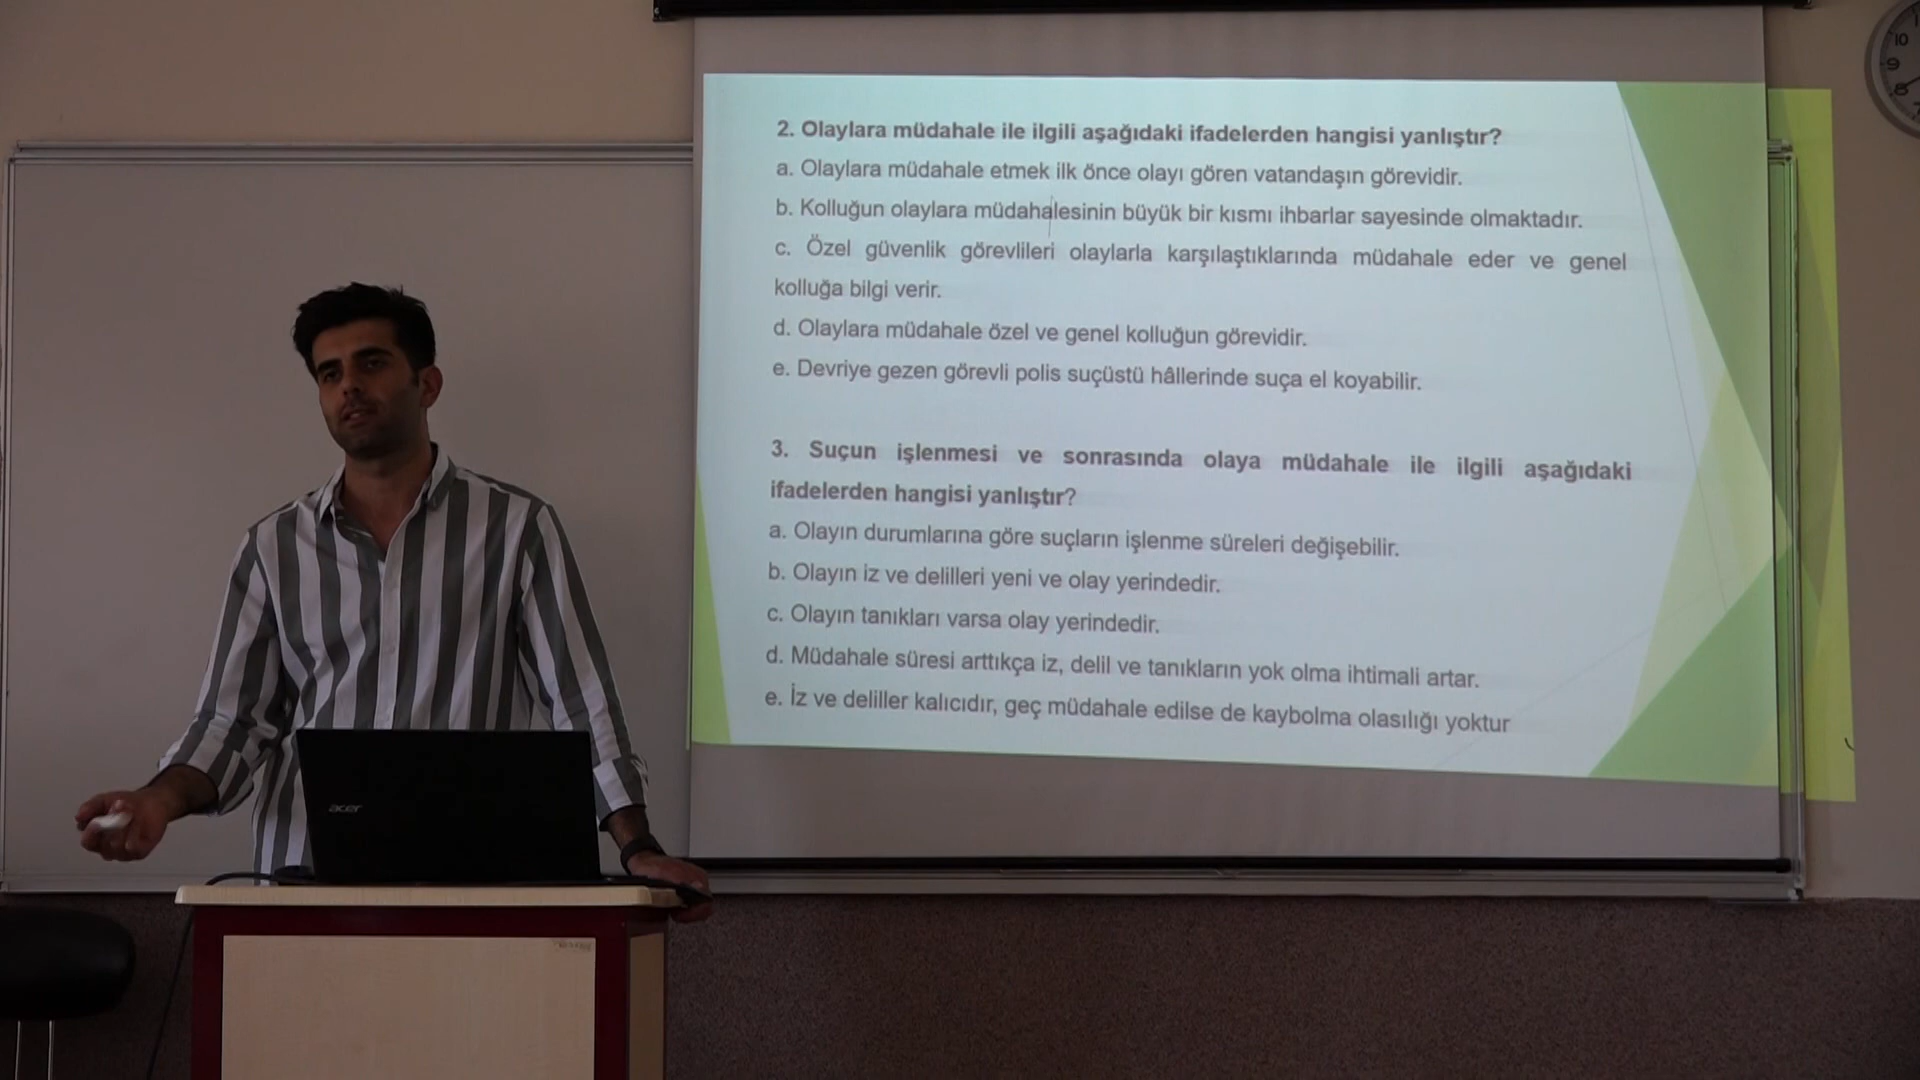 2. Olaylara müdahale ile ilgili aşağıdaki ifadelerden hangisi yanlıştır?
a. Olaylara müdahale etmek ilk önce olayı gören vatandaşın görevidir.
b. Kolluğun olaylara müdahalesinin büyük bir kısmı ihbarlar sayesinde olmaktadır.
c. Özel güvenlik görevlileri olaylarla karşılaştıklarında müdahale eder ve genel
kolluğa bilgi verir.
d. Olaylara müdahale özel ve genel kolluğun görevidir.
e. Devriye gezen görevli polis suçüstü hâllerinde suça el koyabilir.
3. Suçun işlenmesi ve sonrasında olaya müdahale ile ilgili aşağıdaki
ifadelerden hangisi yanlıştır?
a. Olayın durumlarına göre suçların işlenme süreleri değişebilir.
b. Olayın iz ve delilleri yeni ve olay yerindedir.
c. Olayın tanıkları varsa olay yerindedir.
d. Müdahale süresi arttıkça iz, delil ve tanıkların yok olma ihtimali artar.
e. İz ve deliller kalıcıdır, geç müdahale edilse de kaybolma olasılığı yoktur
acer
10
9
8